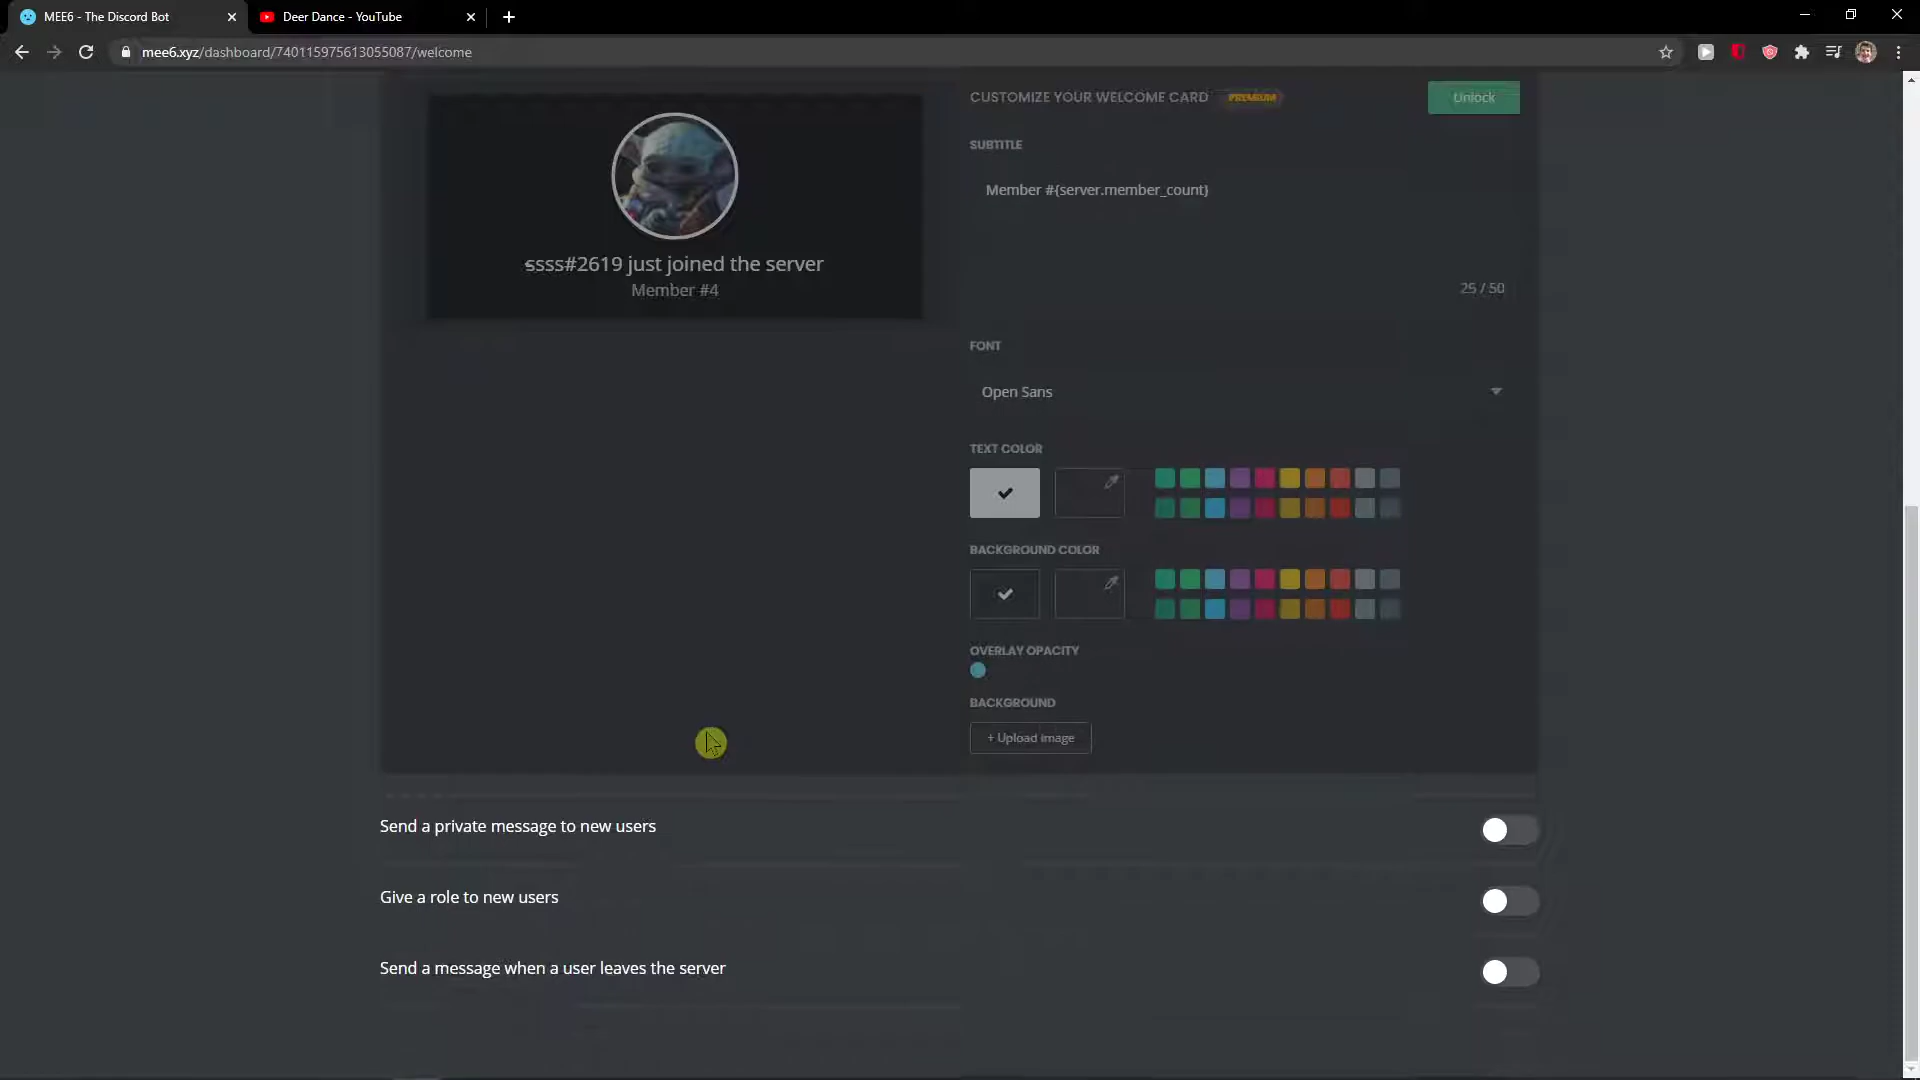 MEE6 - The Discord Bot
Deer Dance - YouTube
mee6.xyz/dashboard/740115975613055087/welcome
CUSTOMIZE YOUR WELCOME CARD PREMIUM Unlock
SUBTITLE
Member #{server.member_count}
ssss#2619 just joined the server
Member #4
25 / 50
FONT
Open Sans
TEXT COLOR
BACKGROUND COLOR
OVERLAY OPACITY
BACKGROUND
+ Upload image
Send a private message to new users
Give a role to new users
Send a message when a user leaves the server